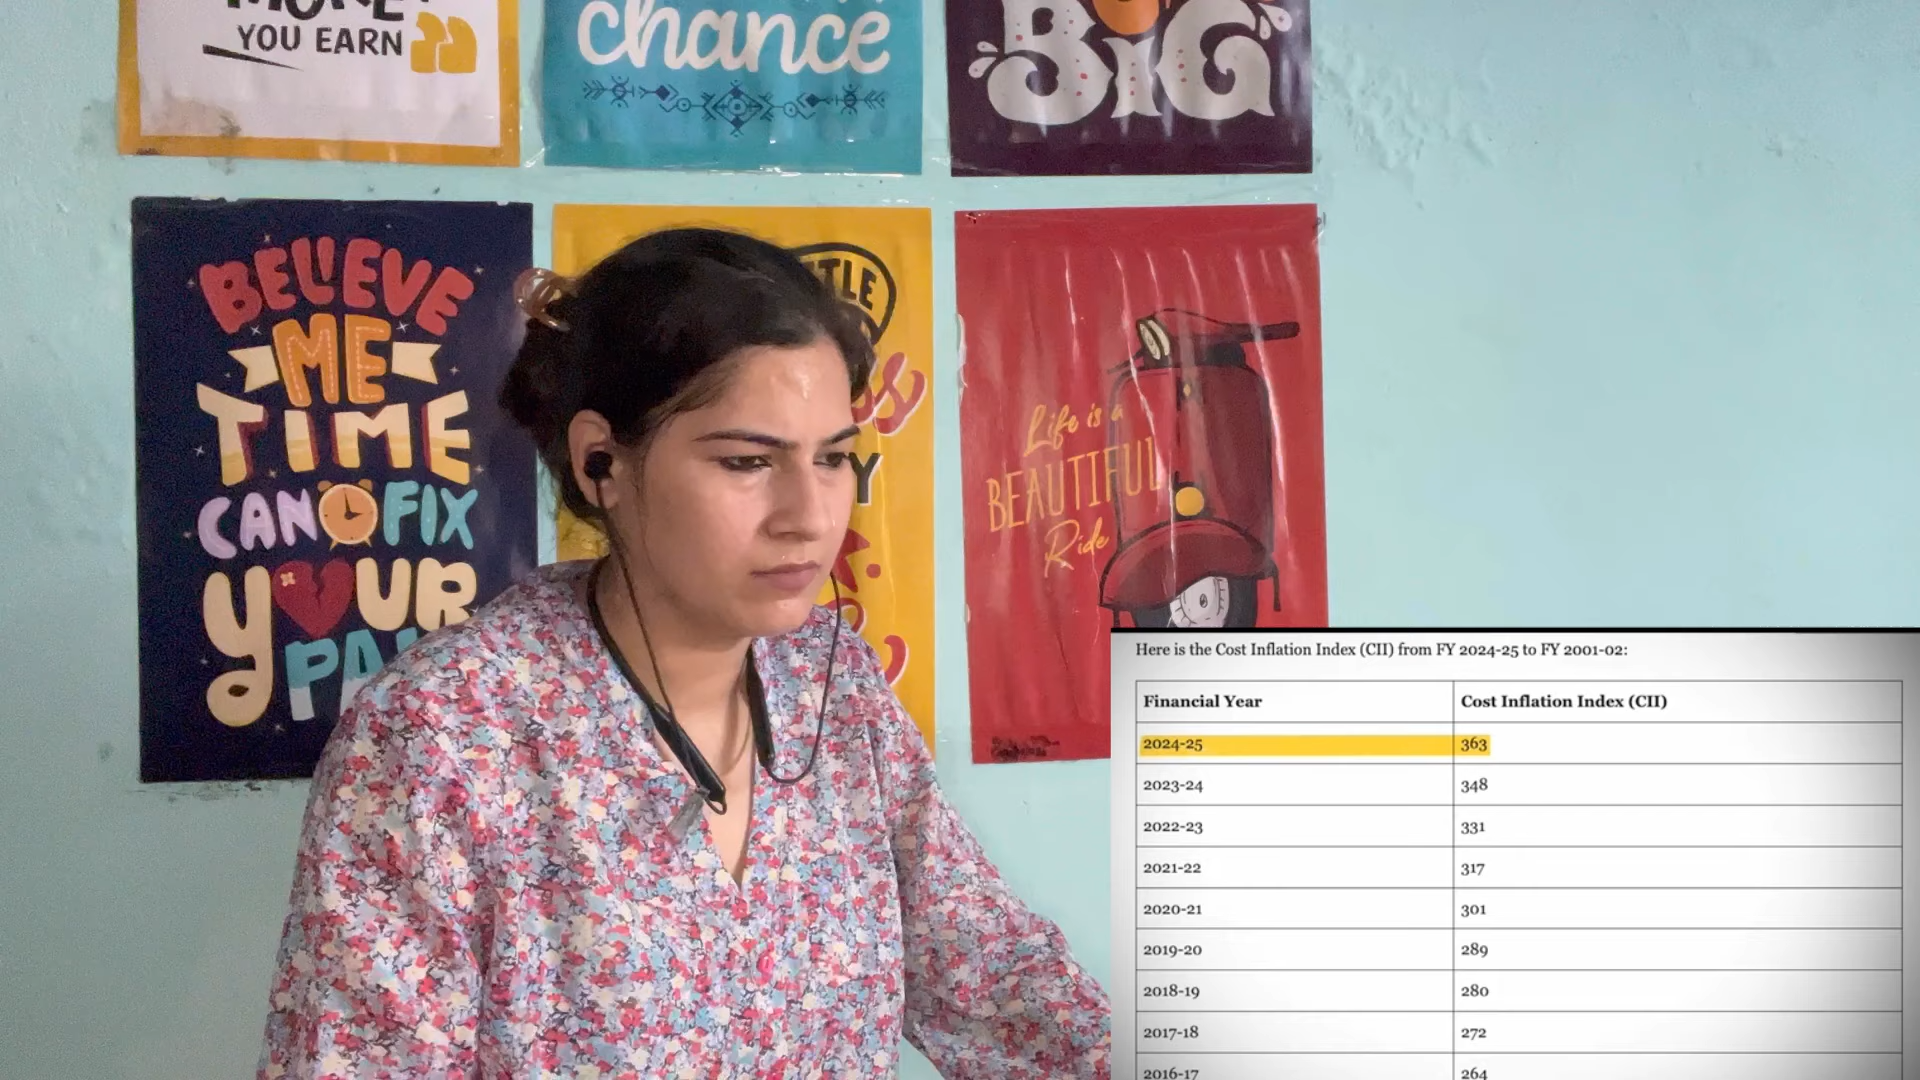 YOU EARN
chance
BIG
BELIEVE
ME
TIME
CAN FIX
YOUR
Life is a
BEAUTIFUL
Ride
Here is the Cost Inflation Index (CII) from FY 2024-25 to FY 2001-02:
Financial Year Cost Inflation Index (CII)
2024-25 363
2023-24 348
2022-23 331
2021-22 317
2020-21 301
2019-20 289
2018-19 280
2017-18 272
2016-17 264